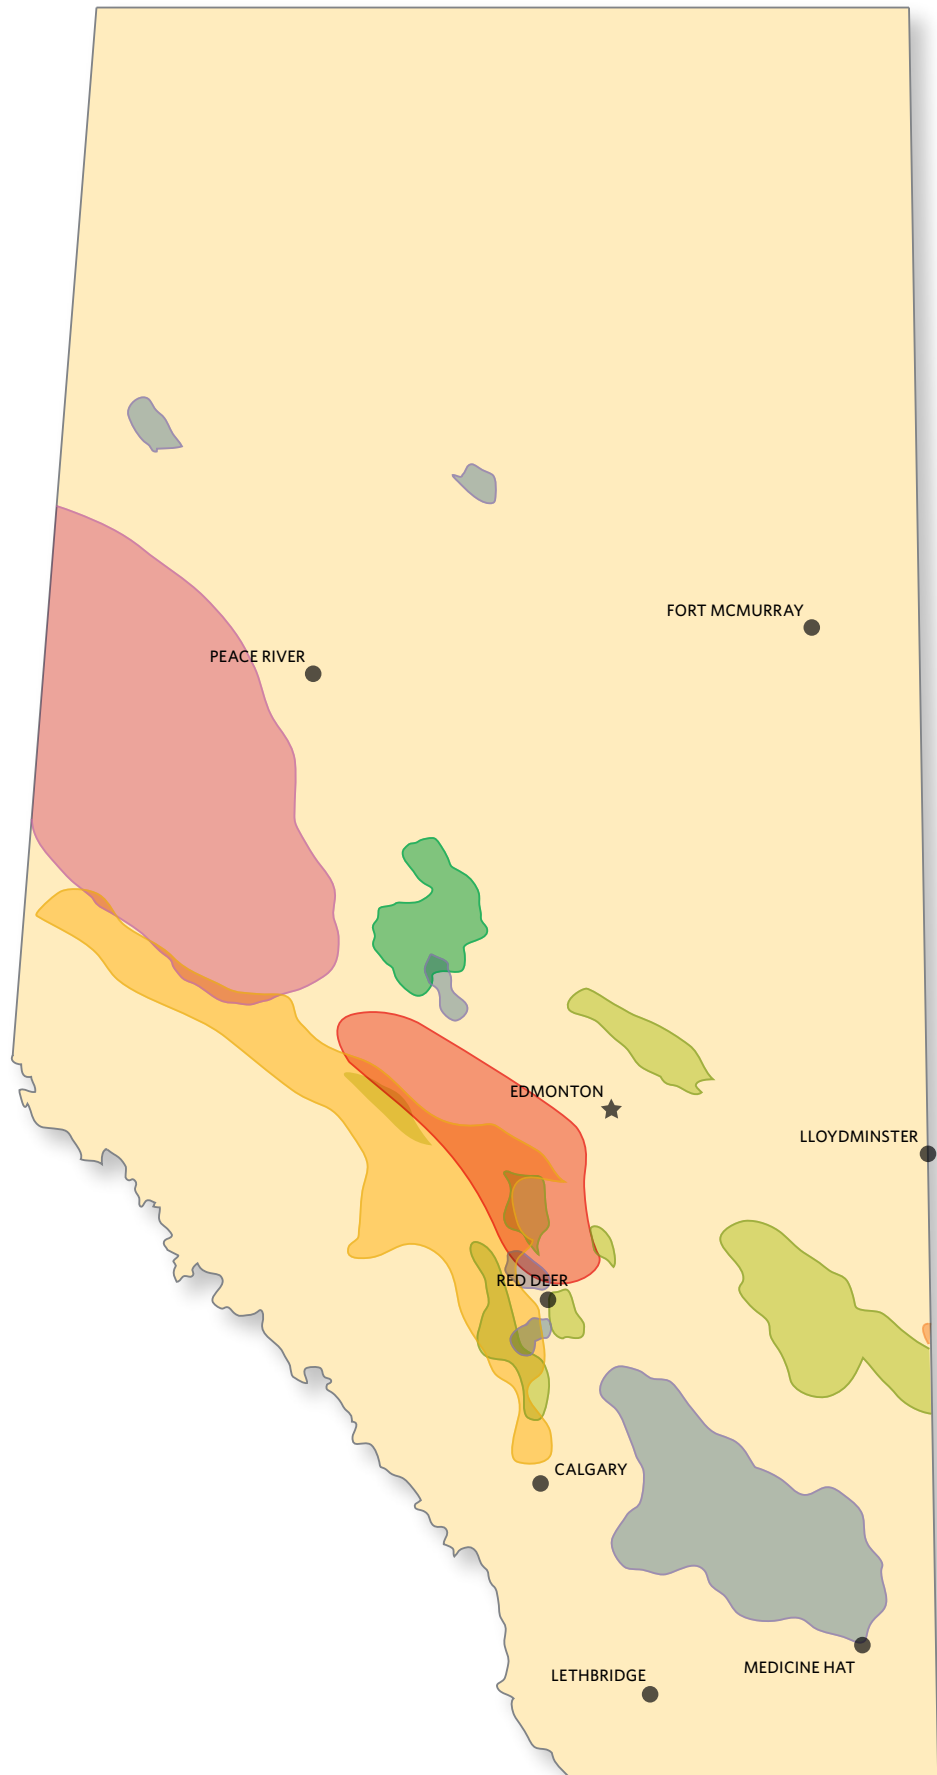 FORT MCMURRAY
PEACE RIVER
EDMONTON
LLOYDMINSTER
RED DEER
CALGARY
MEDICINE HAT
LETHBRIDGE